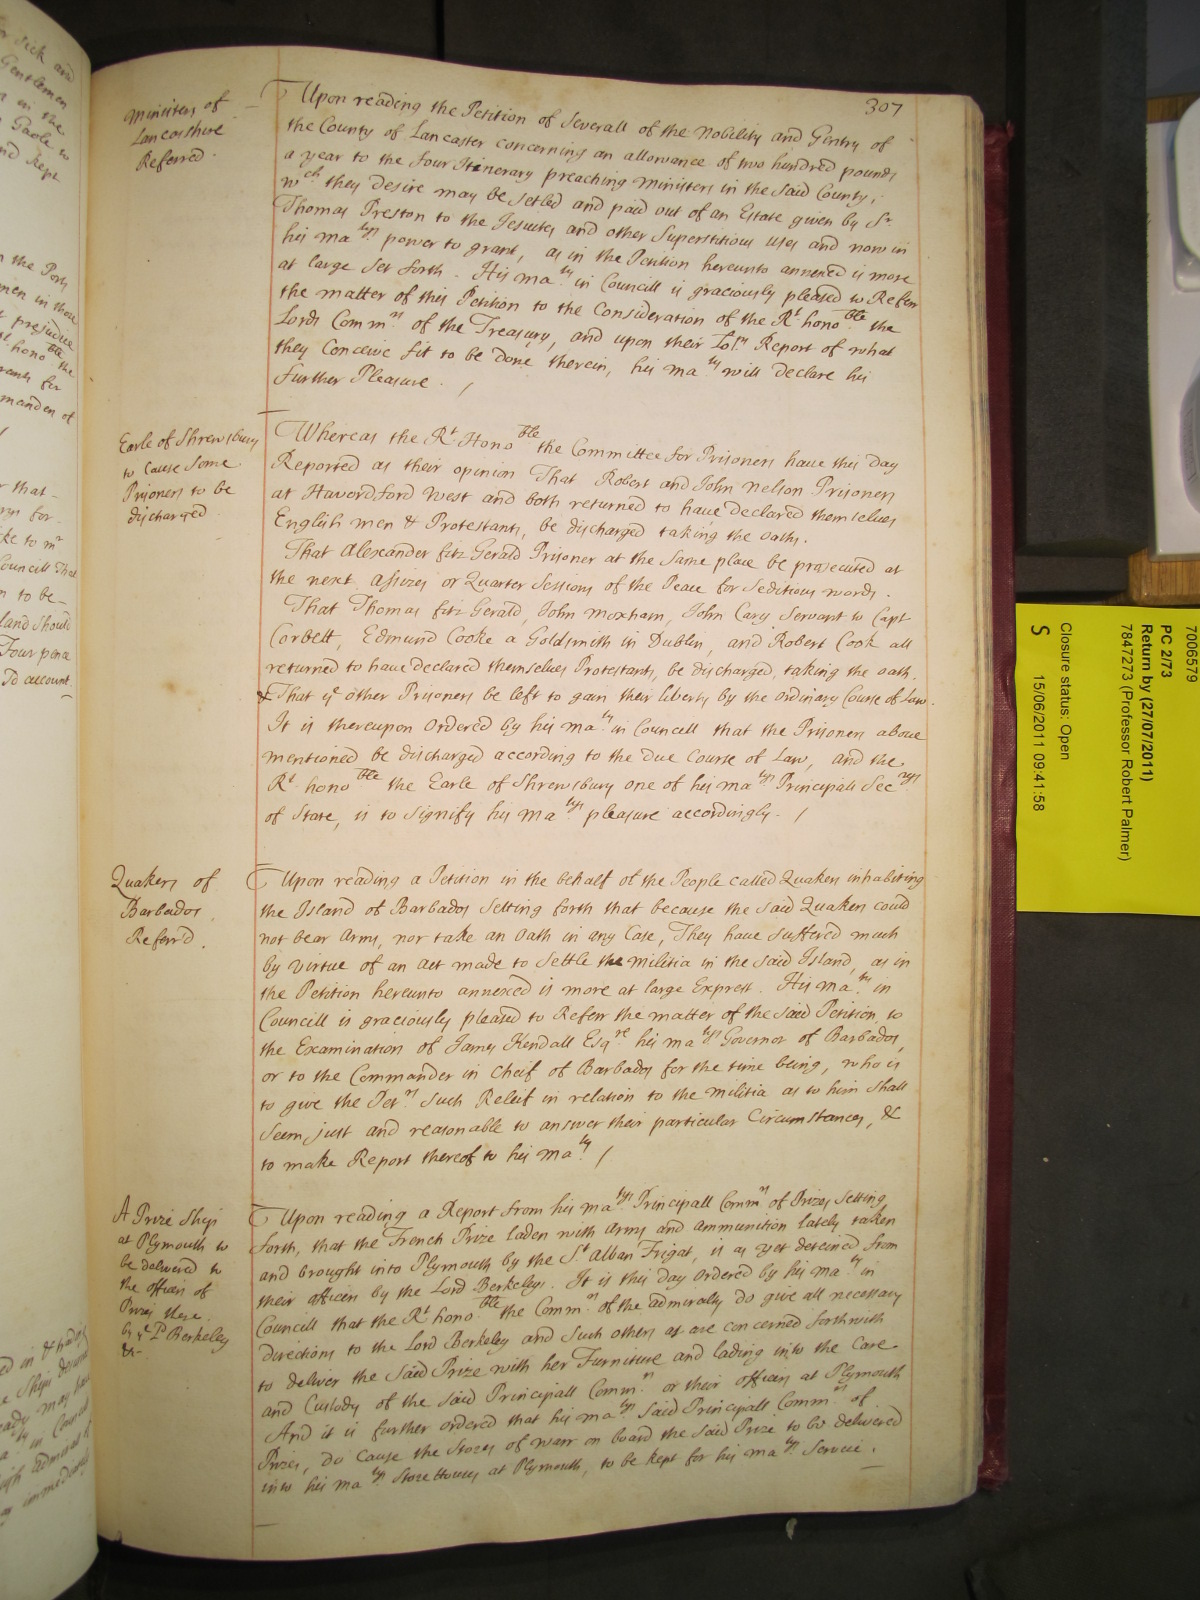 307
Ministers of
Lancashire
Referred.
Upon reading the Petition of Severall of the Nobility and Gentry of
the County of Lancaster concerning an allowance of two hundred pounds
a year to the four Itinerary preaching Ministers in the said County,
wch they desire may be setled and paid out of an Estate given by Sr
Thomas Preston to the Jesuites and other Superstitious uses and now in
his Matys power to grant, as in the Petition hereunto annexed is more
at large Set forth. His Maty in Councill is graciously pleased to Referr
the matter of this Petition to the Consideration of the Rt honoble the
Lords Commrs of the Treasury, and upon their Lopps Report of what
they Conceive fit to be done therein, his Maty will declare his
further Pleasure. /
Earle of Shrewsbury
to Cause Some
Prisoners to be
discharged
Whereas the Rt Honoble the Committee for Prisoners have this day
Reported as their opinion That Robert and John Nelson Prisoners
at Haverdford West and both returned to have Declared themselves
English men & Protestants, be discharged taking the oaths.
That Alexander fitz Gerald Prisoner at the same place be prosecuted at
the next Assizes or Quarter Sessions of the Peace for Seditious words.
That Thomas fitz Gerald, John Moxham, John Cary Servant to Capt
Corbett, Edmund Cooke a Goldsmith in Dublin, and Robert Cook all
returned to have declared themselves Protestants, be discharged, taking the oath.
& That ye other Prisoners be left to gain their liberty by the ordinary Course of Law.
It is thereupon ordered by his Maty in Councill that the Prisoners above
mentioned be discharged according to the Due Course of Law, and the
Rt honoble the Earle of Shrewsbury one of his Matys Principall Secrys
of State, is to signify his Matys pleasure accordingly. /
Quakers of
Barbados
Referr'd.
Upon reading a Petition in the behalf of the People called Quakers inhabiting
the Island of Barbados Setting forth that because the said Quakers could
not bear Arms, nor take an oath in any Case, They have suffered much
by Virtue of an Act made to Settle the Militia in the said Island, as in
the Petition hereunto annexed is more at large Exprest. His Maty in
Councill is graciously pleased to Referr the matter of the said Petition to
the Examination of James Kendall Esqre his Matys Governor of Barbados,
or to the Commander in Cheif of Barbados for the time being, who is
to give the Petrs such Releif in relation to the Militia as to him shall
seem just and reasonable to answer their particular Circumstances, &
to make Report thereof to his Maty /
A Prize Ship
at Plymouth to
be delivered to
the officers of
Prizes there.
by ye Ld Berkeley
&c
Upon reading a Report from his Matys Principall Commrs of Prizes setting
forth, that the French Prize laden with Arms and ammunition lately taken
and brought into Plymouth by the St Alban Frigat, is as yet deteined from
their officers by the Lord Berkeley. It is this day ordered by his Maty in
Councill that the Rt honoble the Commrs of the Admiralty do give all necessary
directions to the Lord Berkeley and such others as are concerned forthwith
to deliver the said Prize with her Furniture and lading into the Care
and Custody of the said Principall Commrs or their officers at Plymouth
And it is further ordered that his Matys said Principall Commrs of
Prizes, do cause the Stores of warr on board the said Prize to be delivered
into his Matys Storehouses at Plymouth, to be kept for his Matys Service.
7006579
PC 2/73
Return by (27/07/2011)
7847273 (Professor Robert Palmer)
Closure status: Open
S 15/06/2011 09:41:58